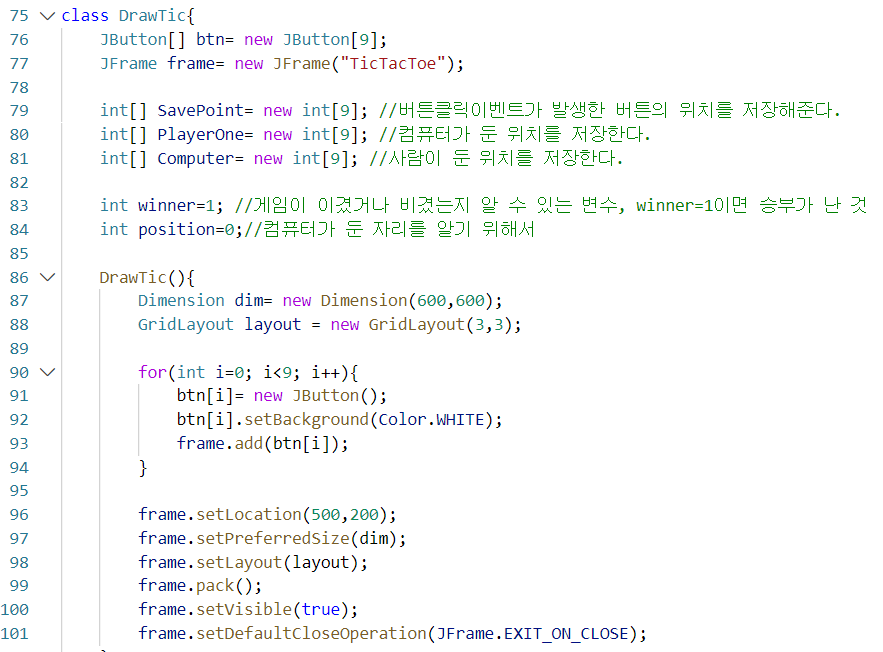 75 class DrawTic{
76 JButton[] btn= new JButton[9];
77 JFrame frame= new JFrame("TicTacToe");
78
79 int[] SavePoint= new int[9]; //버튼클릭이벤트가 발생한 버튼의 위치를 저장해준다.
80 int[] PlayerOne= new int[9]; //컴퓨터가 둔 위치를 저장한다.
81 int[] Computer= new int[9]; //사람이 둔 위치를 저장한다.
82
83 int winner=1; //게임이 이겼거나 비겼는지 알 수 있는 변수, winner=1이면 승부가 난 것
84 int position=0;//컴퓨터가 둔 자리를 알기 위해서
85
86 DrawTic(){
87 Dimension dim= new Dimension(600,600);
88 GridLayout layout = new GridLayout(3,3);
89
90 for(int i=0; i<9; i++){
91 btn[i]= new JButton();
92 btn[i].setBackground(Color.WHITE);
93 frame.add(btn[i]);
94 }
95
96 frame.setLocation(500,200);
97 frame.setPreferredSize(dim);
98 frame.setLayout(layout);
99 frame.pack();
100 frame.setVisible(true);
101 frame.setDefaultCloseOperation(JFrame.EXIT_ON_CLOSE);